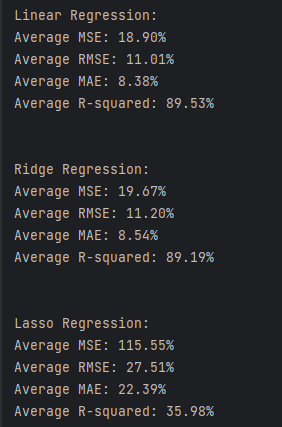 Linear Regression:
Average MSE: 18.90%
Average RMSE: 11.01%
Average MAE: 8.38%
Average R-squared: 89.53%
Ridge Regression:
Average MSE: 19.67%
Average RMSE: 11.20%
Average MAE: 8.54%
Average R-squared: 89.19%
Lasso Regression:
Average MSE: 115.55%
Average RMSE: 27.51%
Average MAE: 22.39%
Average R-squared: 35.98%